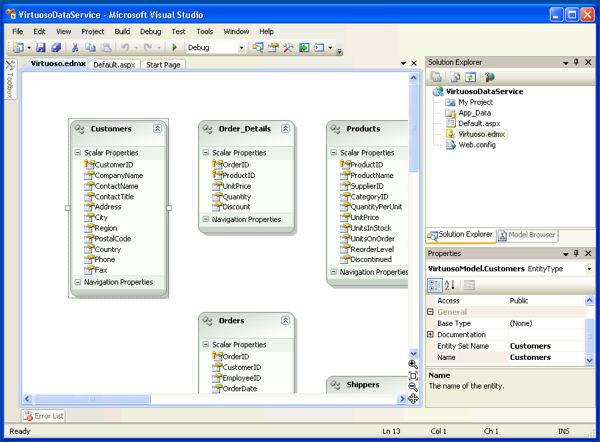 VirtuosoDataService - Microsoft Visual Studio
File Edit View Project Build Debug Test Tools Window Help
Debug
Toolbox
Virtuoso.edmx Default.aspx Start Page
Customers
Scalar Properties
CustomerID
CompanyName
ContactName
ContactTitle
Address
City
Region
PostalCode
Country
Phone
Fax
Navigation Properties
Order_Details
Scalar Properties
OrderID
ProductID
UnitPrice
Quantity
Discount
Navigation Properties
Products
Scalar Properties
ProductID
ProductName
SupplierID
CategoryID
QuantityPerUnit
UnitPrice
UnitsInStock
UnitsOnOrder
ReorderLevel
Discontinued
Navigation Properties
Orders
Scalar Properties
OrderID
CustomerID
EmployeeID
OrderDate
Shippers
Solution Explorer
VirtuosoDataService
My Project
App_Data
Default.aspx
Virtuoso.edmx
Web.config
Solution Explorer Model Browser
Properties
VirtuosoModel.Customers EntityType
Access Public
General
Base Type (None)
Documentation
Entity Set Name Customers
Name Customers
Name
The name of the entity.
Error List
Ready Ln 13 Col 1 Ch 1 INS